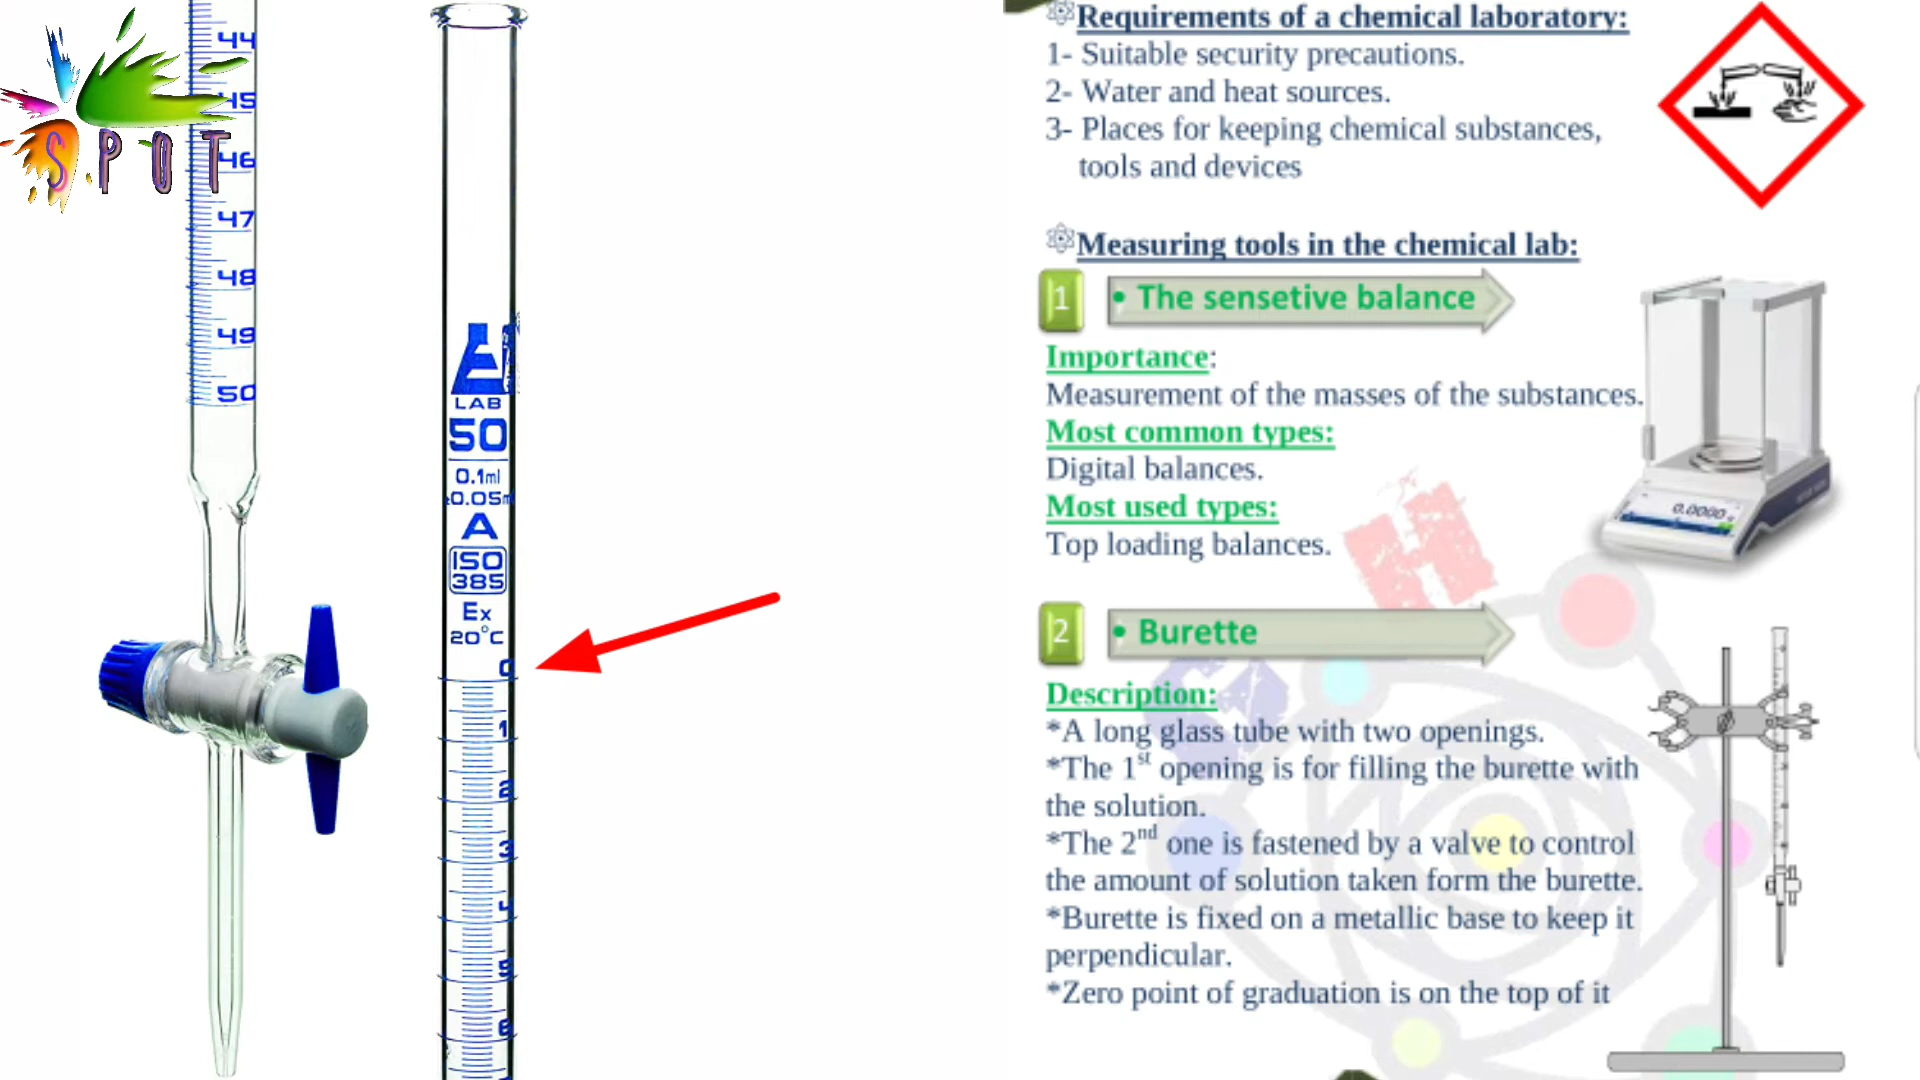 SPOT
44
45
46
47
48
49
50
LAB
50
0.1ml
A
ISO
385
Ex
20°C
0
1
2
3
4
5
6
Requirements of a chemical laboratory:
1- Suitable security precautions.
2- Water and heat sources.
3- Places for keeping chemical substances,
tools and devices
Measuring tools in the chemical lab:
1
• The sensetive balance
Importance:
Measurement of the masses of the substances.
Most common types:
Digital balances.
Most used types:
Top loading balances.
0.0000 g
2
• Burette
Description:
*A long glass tube with two openings.
*The 1st opening is for filling the burette with
the solution.
*The 2nd one is fastened by a valve to control
the amount of solution taken form the burette.
*Burette is fixed on a metallic base to keep it
perpendicular.
*Zero point of graduation is on the top of it